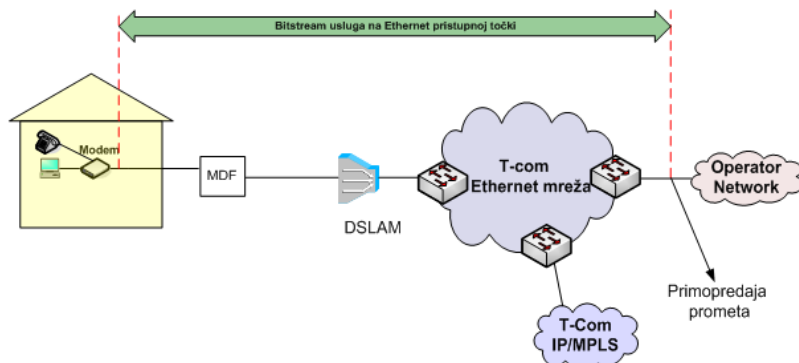 Bitstream usluga na Ethernet pristupnoj točki
Modem
MDF
DSLAM
T-com
Ethernet mreža
Operator
Network
Primopredaja
prometa
T-Com
IP/MPLS